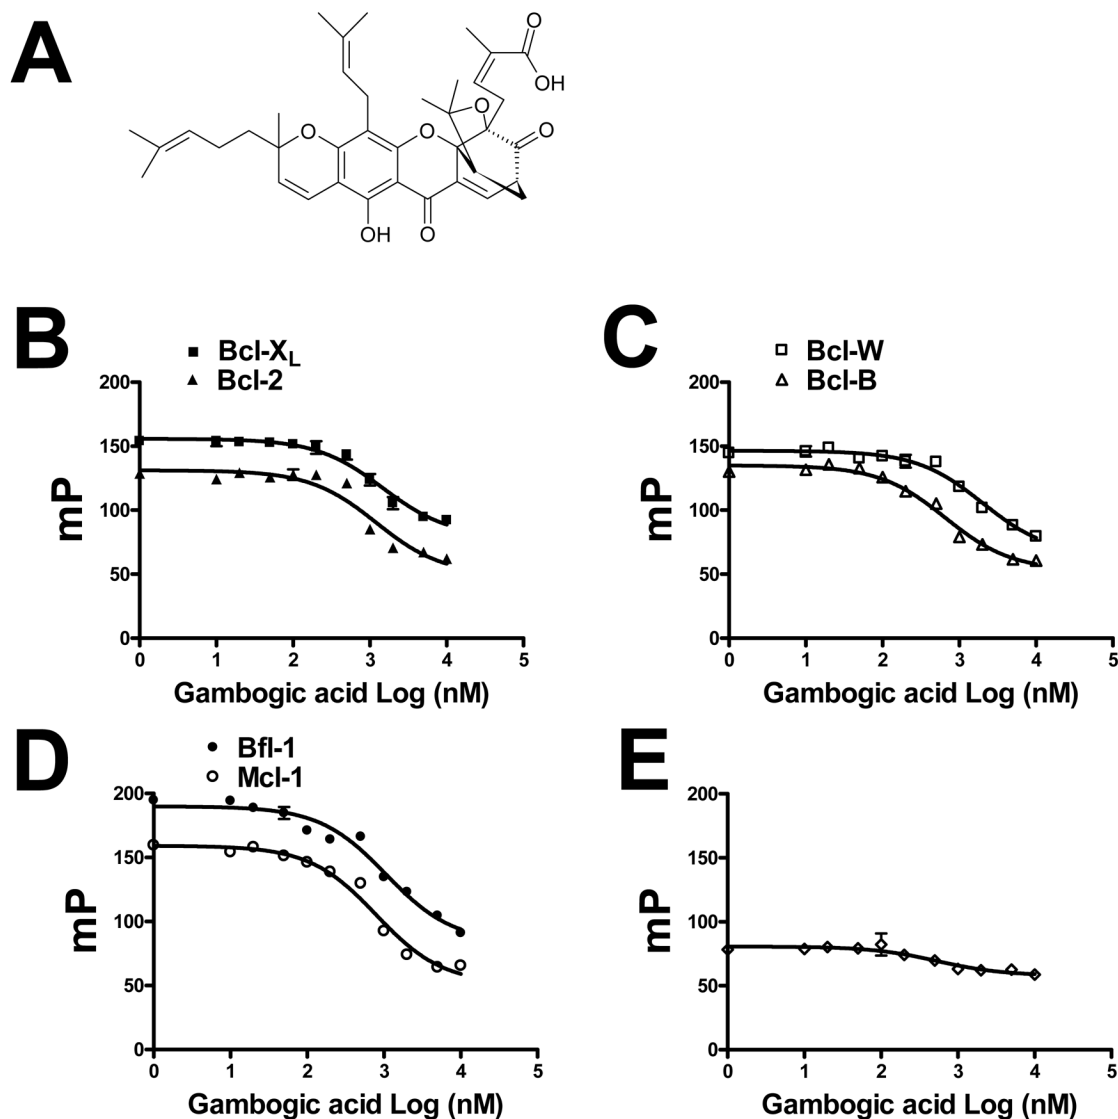 A
O
OH
O
O
O
O
OH
O
B
Bcl-XL
Bcl-2
200
150
100
50
0
mP
0 1 2 3 4 5
Gambogic acid Log (nM)
C
Bcl-W
Bcl-B
200
150
100
50
0
mP
0 1 2 3 4 5
Gambogic acid Log (nM)
D
Bfl-1
Mcl-1
200
150
100
50
0
mP
0 1 2 3 4 5
Gambogic acid Log (nM)
E
200
150
100
50
0
mP
0 1 2 3 4 5
Gambogic acid Log (nM)